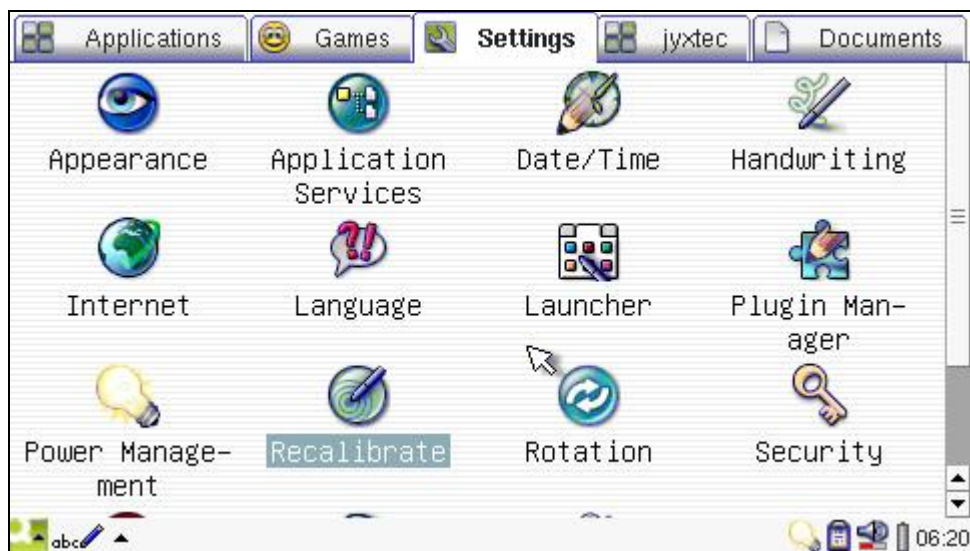 Applications Games Settings jyxtec Documents
Appearance Application Services Date/Time Handwriting
Internet Language Launcher Plugin Man-
ager
Power Manage-
ment
Recalibrate Rotation Security
abc 06:20